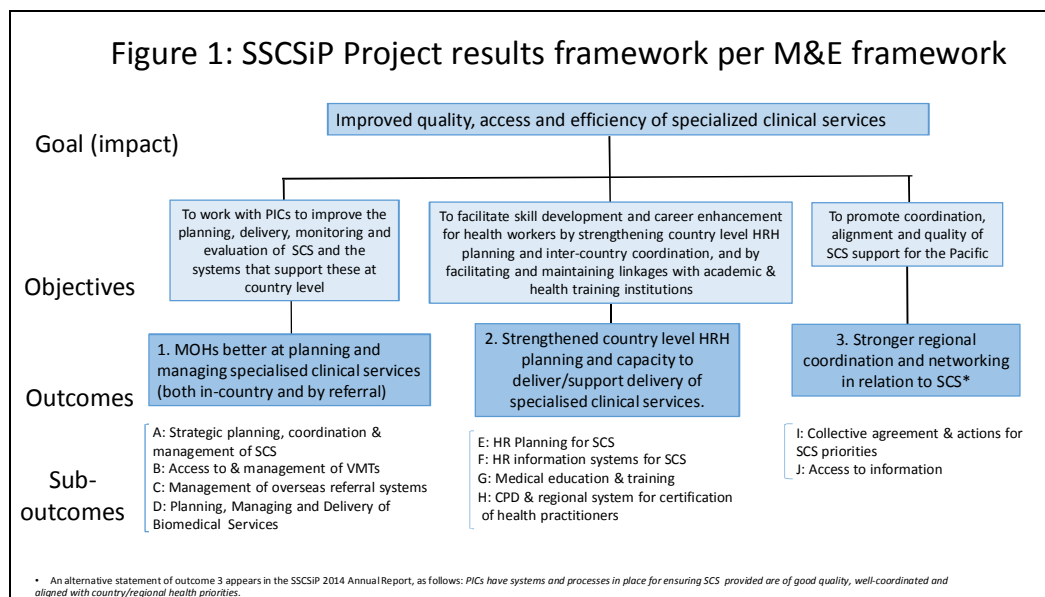 Figure 1: SSCSiP Project results framework per M&E framework
Goal (impact)
Improved quality, access and efficiency of specialized clinical services
Objectives
To work with PICs to improve the
planning, delivery, monitoring and
evaluation of SCS and the
systems that support these at
country level
To facilitate skill development and career enhancement
for health workers by strengthening country level HRH
planning and inter-country coordination, and by
facilitating and maintaining linkages with academic &
health training institutions
To promote coordination,
alignment and quality of
SCS support for the Pacific
Outcomes
1. MOHs better at planning and
managing specialised clinical services
(both in-country and by referral)
2. Strengthened country level HRH
planning and capacity to
deliver/support delivery of
specialised clinical services.
3. Stronger regional
coordination and networking
in relation to SCS*
Sub-
outcomes
A: Strategic planning, coordination &
management of SCS
B: Access to & management of VMTs
C: Management of overseas referral systems
D: Planning, Managing and Delivery of
Biomedical Services
E: HR Planning for SCS
F: HR information systems for SCS
G: Medical education & training
H: CPD & regional system for certification
of health practitioners
I: Collective agreement & actions for
SCS priorities
J: Access to information
• An alternative statement of outcome 3 appears in the SSCSiP 2014 Annual Report, as follows: PICs have systems and processes in place for ensuring SCS provided are of good quality, well-coordinated and
aligned with country/regional health priorities.